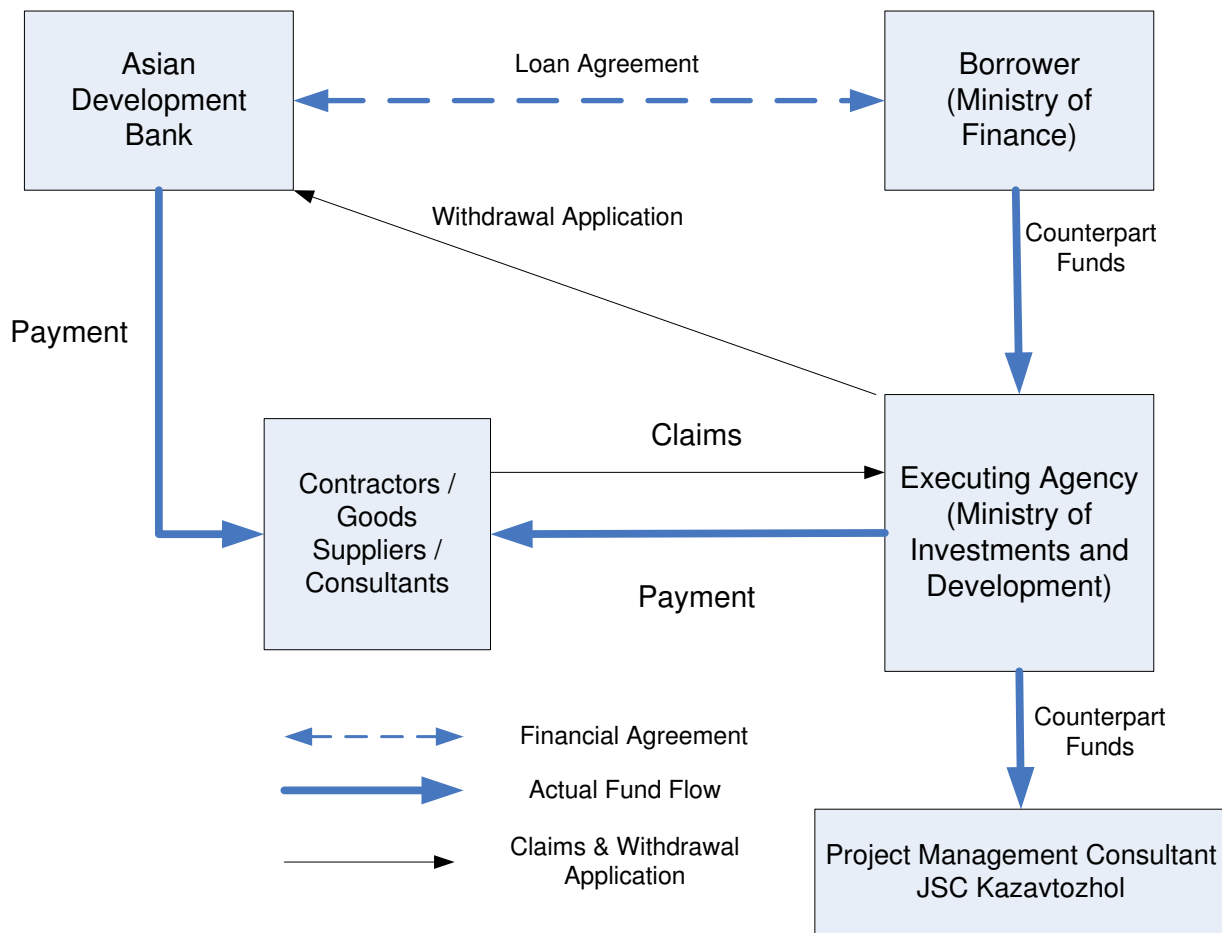 Asian
Development
Bank
Loan Agreement
Borrower
(Ministry of
Finance)
Withdrawal Application
Counterpart
Funds
Payment
Claims
Contractors /
Goods
Suppliers /
Consultants
Executing Agency
(Ministry of
Investments and
Development)
Payment
Financial Agreement
Counterpart
Funds
Actual Fund Flow
Claims & Withdrawal
Application
Project Management Consultant
JSC Kazavtozhol